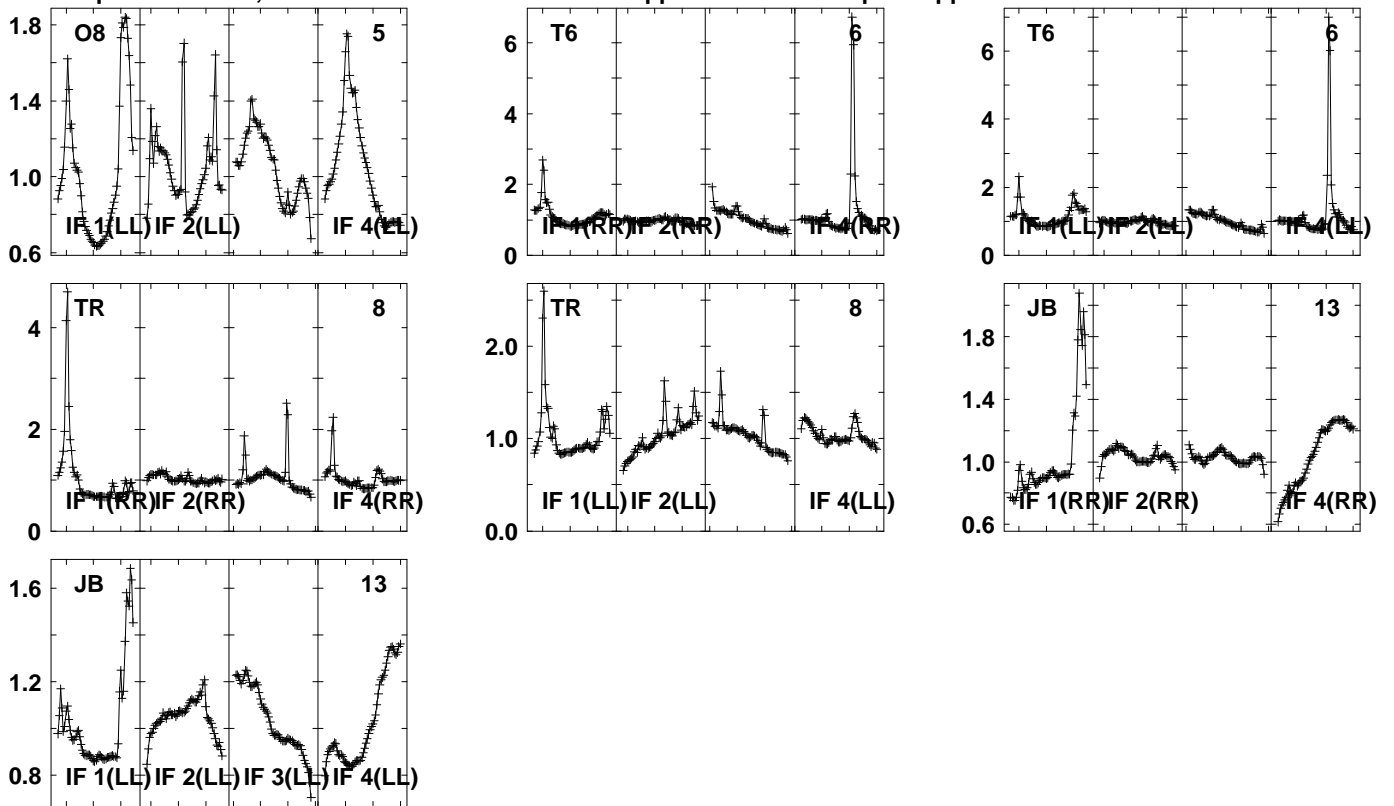 1.8 O8 5
1.4
1.0
0.6 IF 1(LL) IF 2(LL) IF 4(LL)
6 T6 6
4
2
0 IF 1(RR) IF 2(RR) IF 4(RR)
6 T6 6
4
2
0 IF 1(LL) IF 2(LL) IF 4(LL)
4 TR 8
2
0 IF 1(RR) IF 2(RR) IF 4(RR)
TR 8
2.0
1.0
0.0 IF 1(LL) IF 2(LL) IF 4(LL)
JB 13
1.8
1.4
1.0
0.6 IF 1(RR) IF 2(RR) IF 4(RR)
1.6 JB 13
1.2
0.8 IF 1(LL) IF 2(LL) IF 3(LL) IF 4(LL)